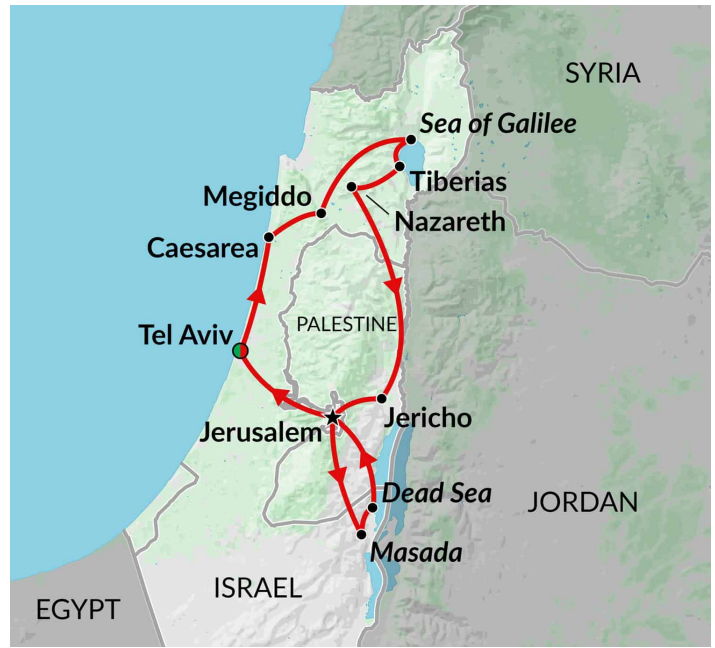 SYRIA
Sea of Galilee
Tiberias
Megiddo
Nazareth
Caesarea
PALESTINE
Tel Aviv
Jericho
Jerusalem
Dead Sea
JORDAN
Masada
ISRAEL
EGYPT